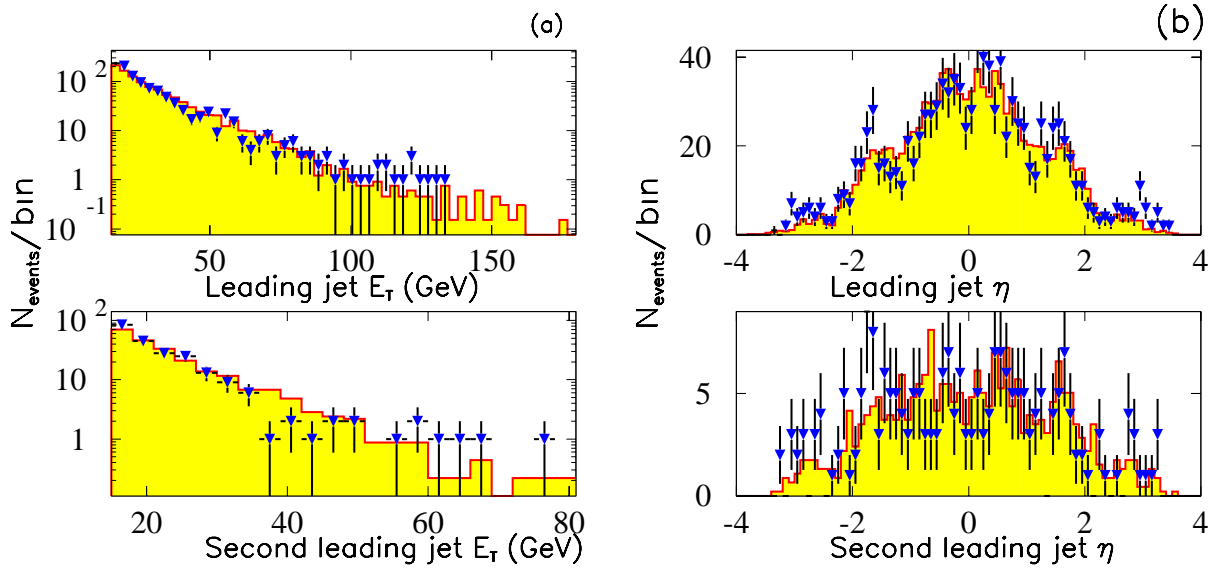 (a)
N_events/bin
10^2
10
1
10^-1
50 100 150
Leading jet E_T (GeV)
10^2
10
1
20 40 60 80
Second leading jet E_T (GeV)
(b)
N_events/bin
40
20
0
-4 -2 0 2 4
Leading jet η
5
0
-4 -2 0 2 4
Second leading jet η